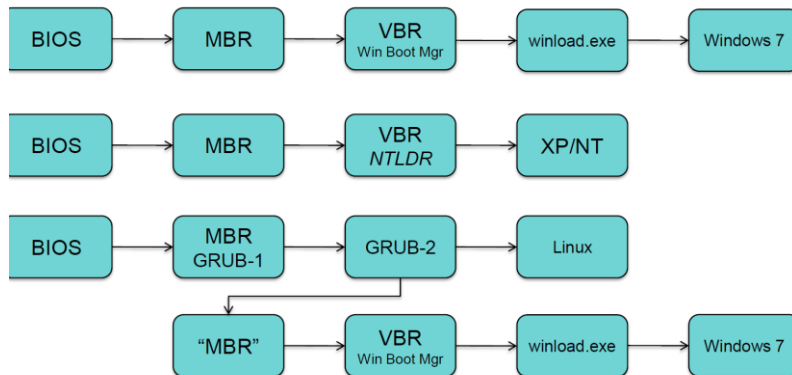 BIOS
MBR
VBR
Win Boot Mgr
winload.exe
Windows 7
BIOS
MBR
VBR
NTLDR
XP/NT
BIOS
MBR
GRUB-1
GRUB-2
Linux
“MBR”
VBR
Win Boot Mgr
winload.exe
Windows 7